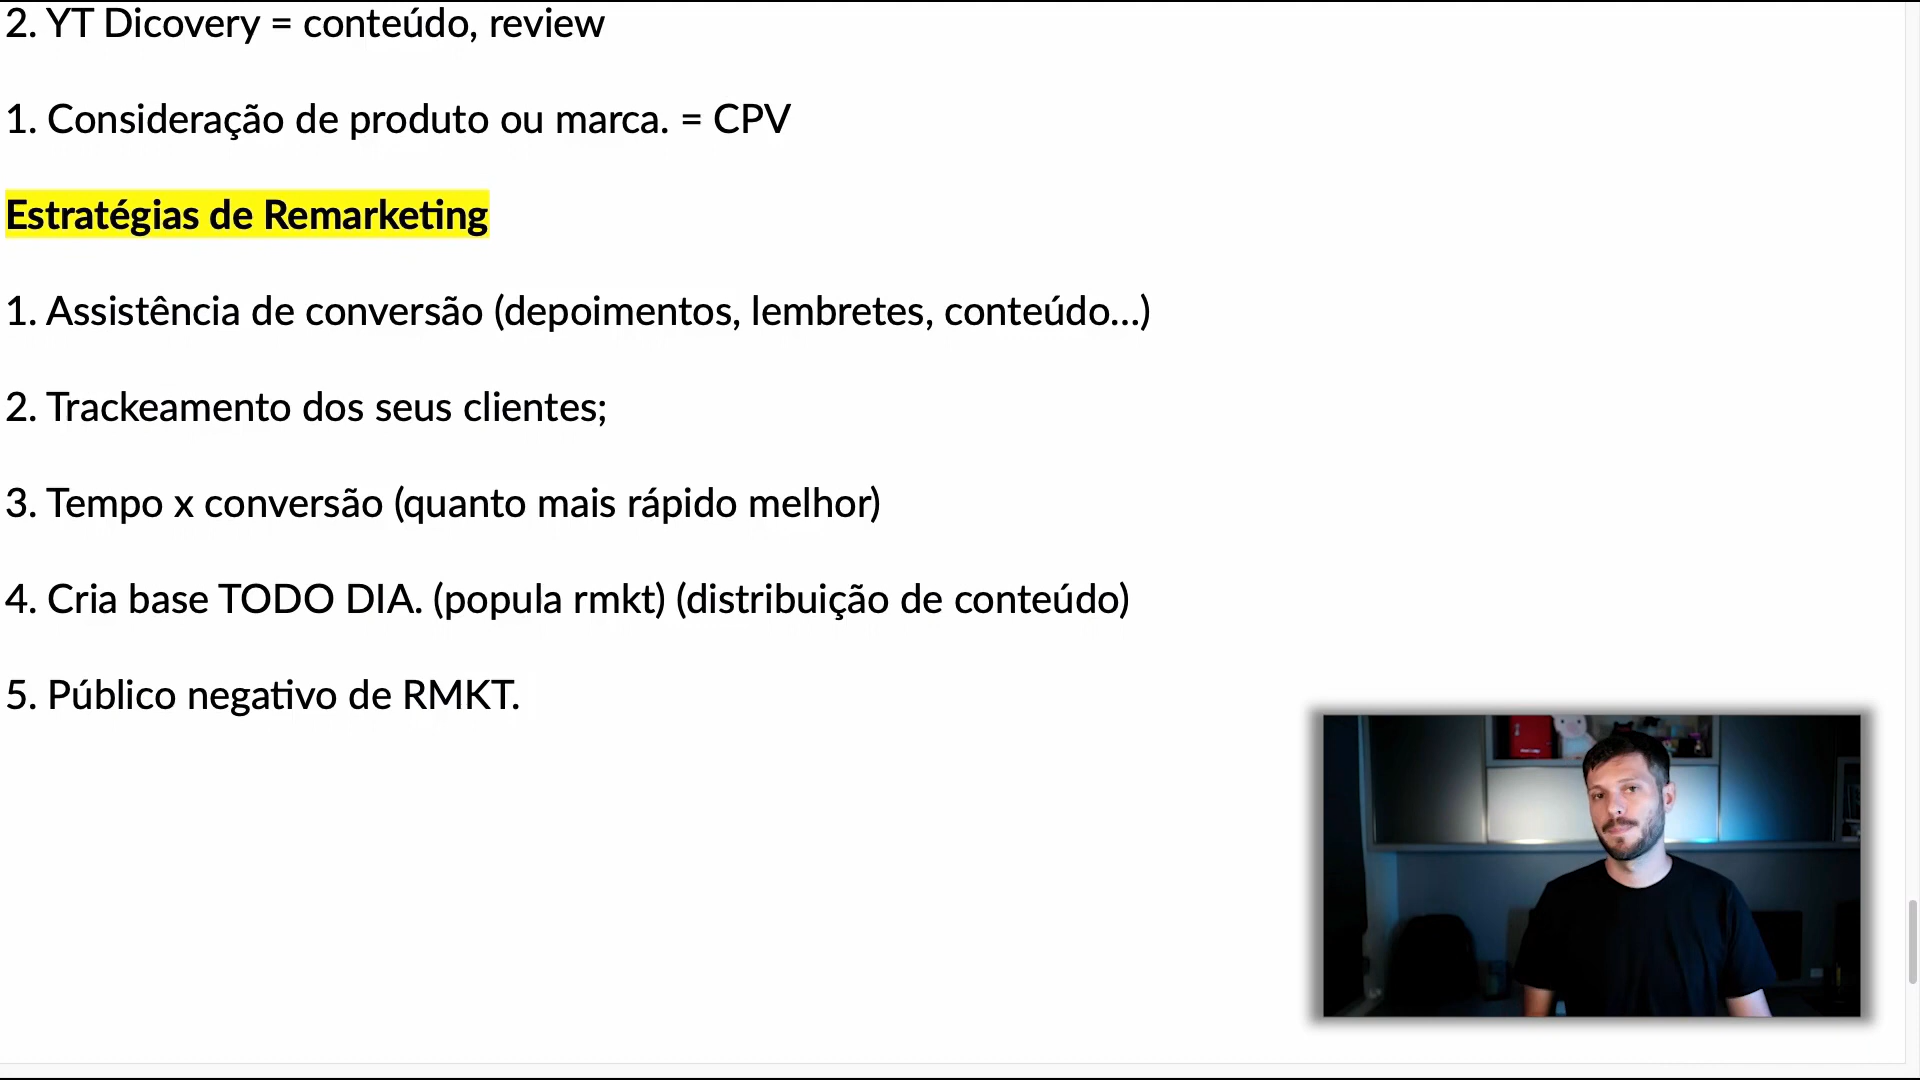 2. YT Dicovery = conteúdo, review
1. Consideração de produto ou marca. = CPV
Estratégias de Remarketing
1. Assistência de conversão (depoimentos, lembretes, conteúdo...)
2. Trackeamento dos seus clientes;
3. Tempo x conversão (quanto mais rápido melhor)
4. Cria base TODO DIA. (popula rmkt) (distribuição de conteúdo)
5. Público negativo de RMKT.